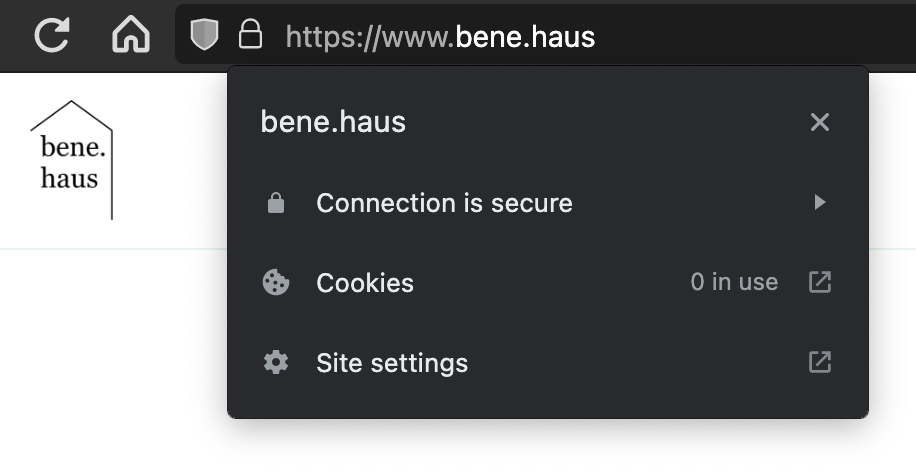 https://www.bene.haus
bene.haus
bene.
haus
Connection is secure
Cookies 0 in use
Site settings